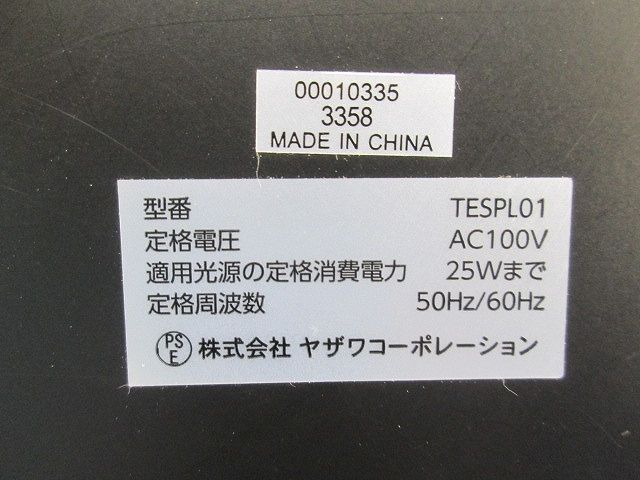 00010335
3358
MADE IN CHINA
型番 TESPL01
定格電圧 AC100V
適用光源の定格消費電力 25Wまで
定格周波数 50Hz/60Hz
PSE 株式会社 ヤザワコーポレーション